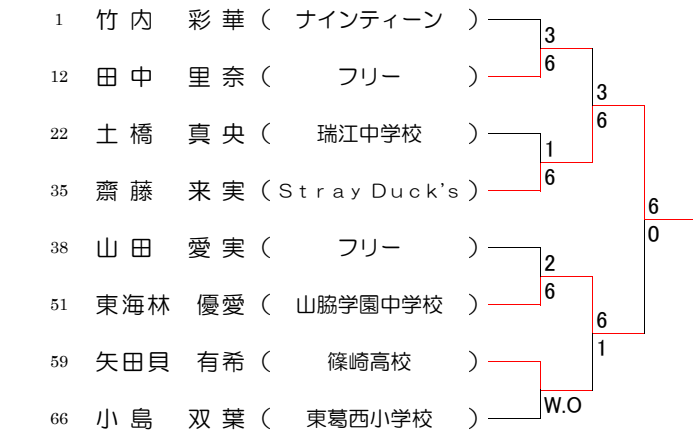 1 竹内 彩華 ( ナインティーン )
3
12 田中 里奈 ( フリー )
6
3
6
22 土橋 真央 ( 瑞江中学校 )
1
35 齋藤 来実 ( Stray Duck's )
6
6
0
38 山田 愛実 ( フリー )
2
51 東海林 優愛 ( 山脇学園中学校 )
6
6
1
59 矢田貝 有希 ( 篠崎高校 )
W.O
66 小島 双葉 ( 東葛西小学校 )